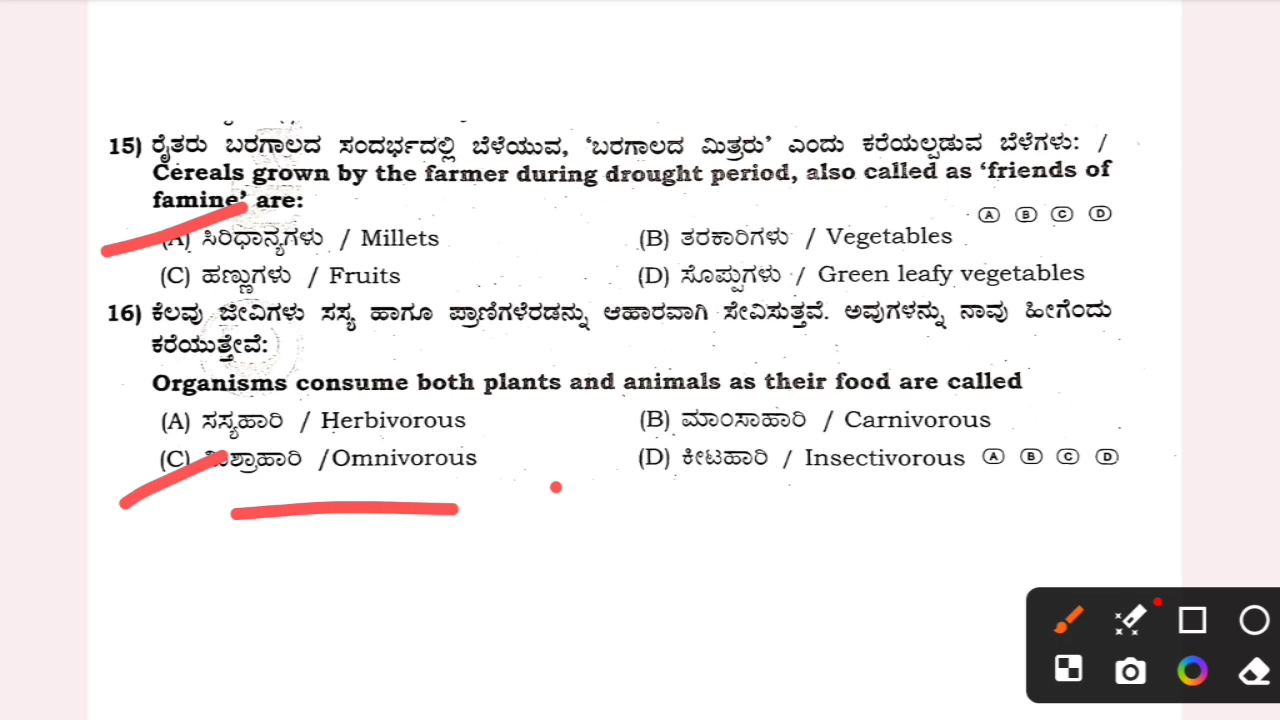 15) ರೈತರು ಬರಗಾಲದ ಸಂದರ್ಭದಲ್ಲಿ ಬೆಳೆಯುವ, ‘ಬರಗಾಲದ ಮಿತ್ರರು’ ಎಂದು ಕರೆಯಲ್ಪಡುವ ಬೆಳೆಗಳು: /
Cereals grown by the farmer during drought period, also called as ‘friends of
famine’ are:
Ⓐ Ⓑ Ⓒ Ⓓ
(A) ಸಿರಿಧಾನ್ಯಗಳು / Millets (B) ತರಕಾರಿಗಳು / Vegetables
(C) ಹಣ್ಣುಗಳು / Fruits (D) ಸೊಪ್ಪುಗಳು / Green leafy vegetables
16) ಕೆಲವು ಜೀವಿಗಳು ಸಸ್ಯ ಹಾಗೂ ಪ್ರಾಣಿಗಳೆರಡನ್ನು ಆಹಾರವಾಗಿ ಸೇವಿಸುತ್ತವೆ. ಅವುಗಳನ್ನು ನಾವು ಹೀಗೆಂದು
ಕರೆಯುತ್ತೇವೆ:
Organisms consume both plants and animals as their food are called
(A) ಸಸ್ಯಹಾರಿ / Herbivorous (B) ಮಾಂಸಾಹಾರಿ / Carnivorous
(C) ಮಿಶ್ರಾಹಾರಿ /Omnivorous (D) ಕೀಟಹಾರಿ / Insectivorous Ⓐ Ⓑ Ⓒ Ⓓ